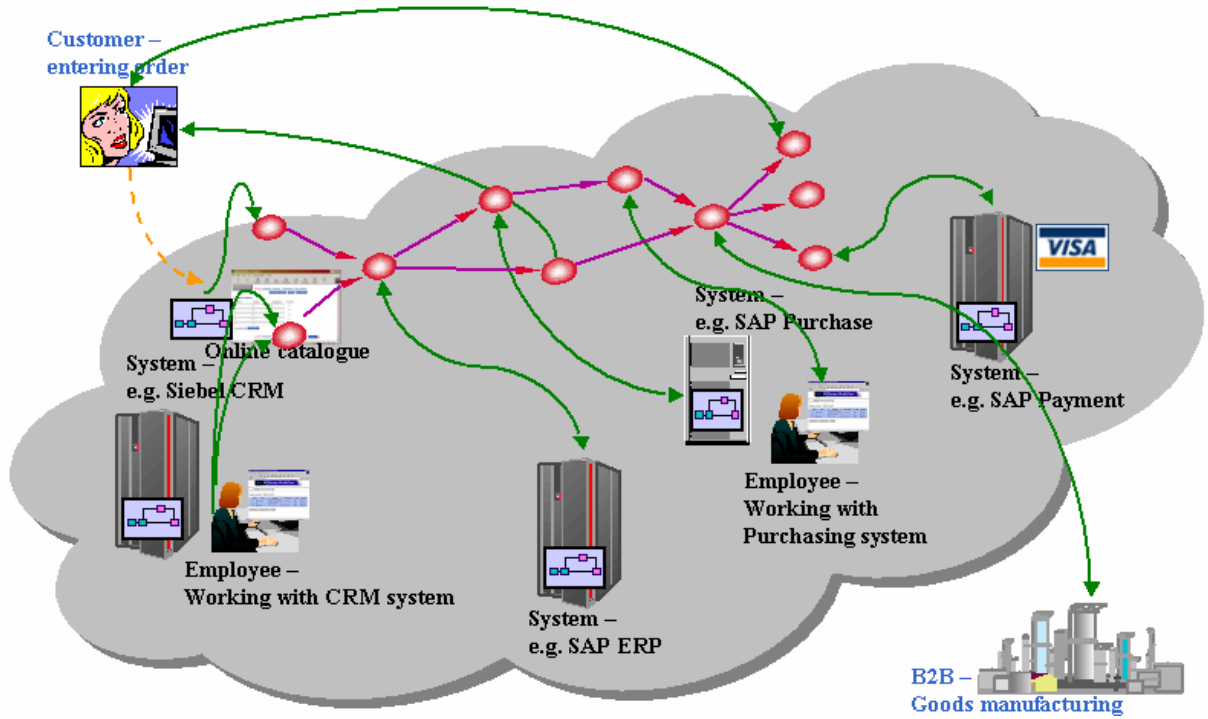 Customer –
entering order
VISA
System –
e.g. SAP Purchase
Online catalogue
System –
e.g. Siebel CRM
System –
e.g. SAP Payment
Employee –
Working with
Purchasing system
Employee –
Working with CRM system
System –
e.g. SAP ERP
B2B –
Goods manufacturing